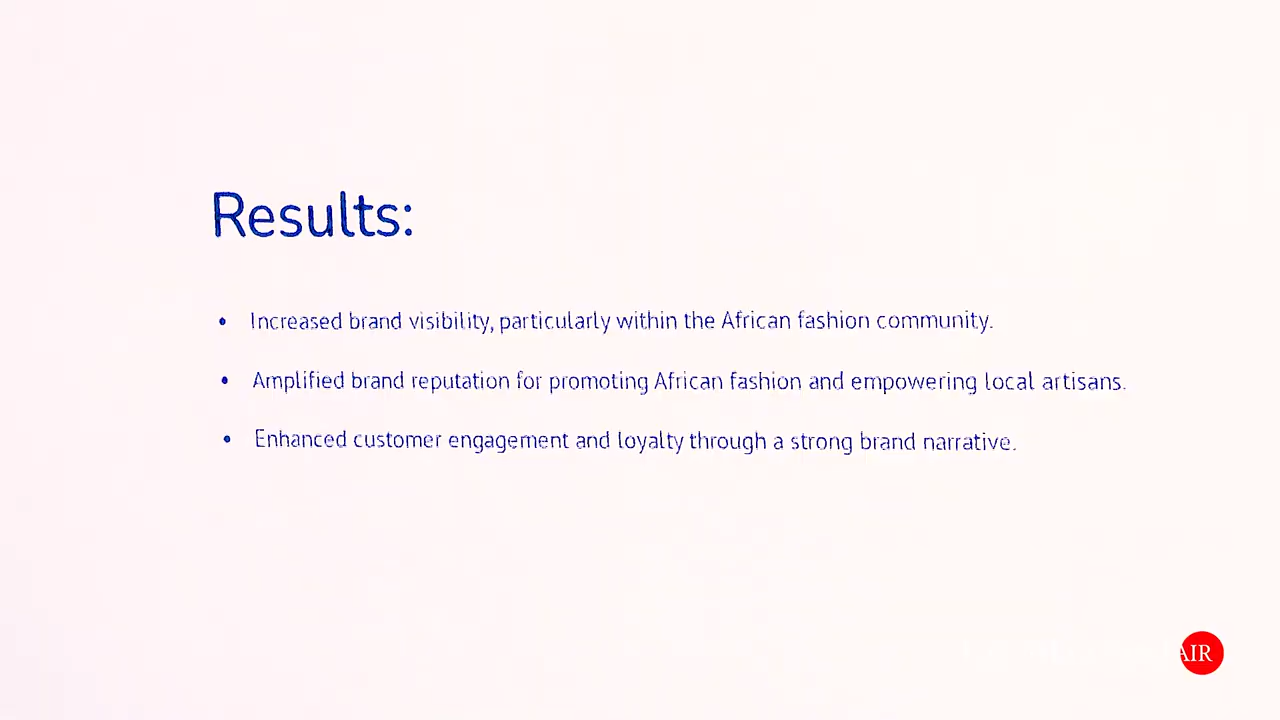 Results:
• Increased brand visibility, particularly within the African fashion community.
• Amplified brand reputation for promoting African fashion and empowering local artisans.
• Enhanced customer engagement and loyalty through a strong brand narrative.
AIR